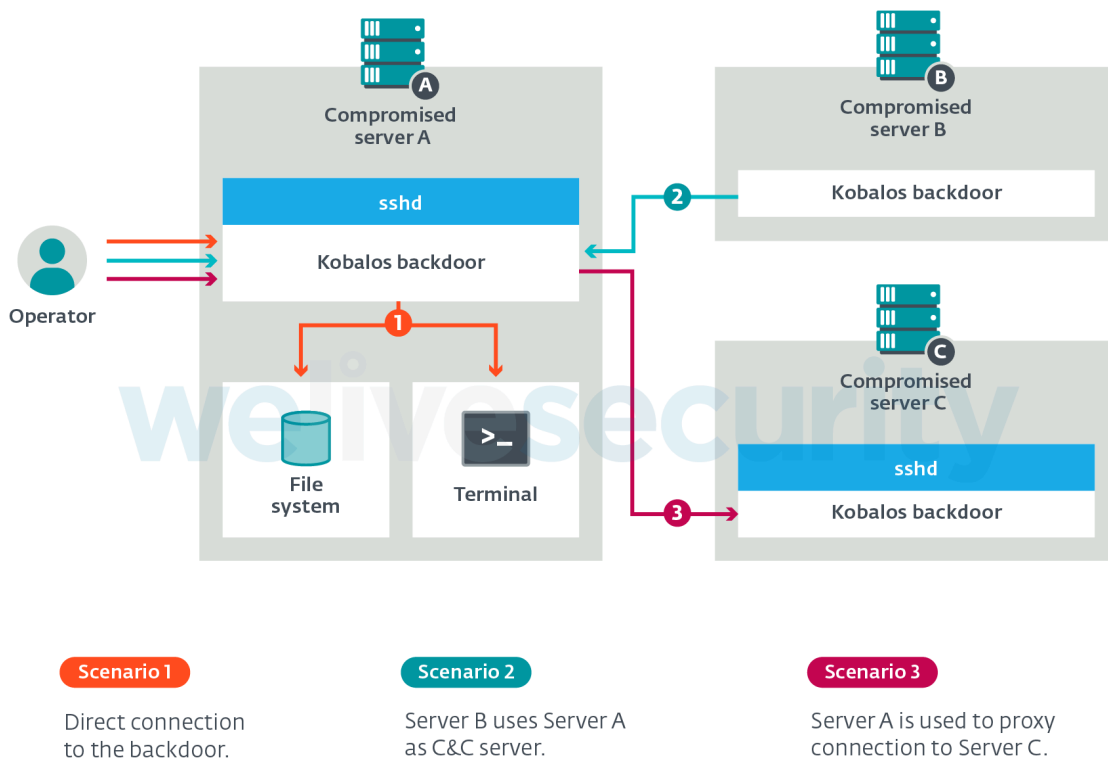 A
Compromised
server A
sshd
Kobalos backdoor
Operator
1
File
system
>_
Terminal
B
Compromised
server B
Kobalos backdoor
2
C
Compromised
server C
sshd
Kobalos backdoor
3
welivesecurity
Scenario 1
Direct connection
to the backdoor.
Scenario 2
Server B uses Server A
as C&C server.
Scenario 3
Server A is used to proxy
connection to Server C.